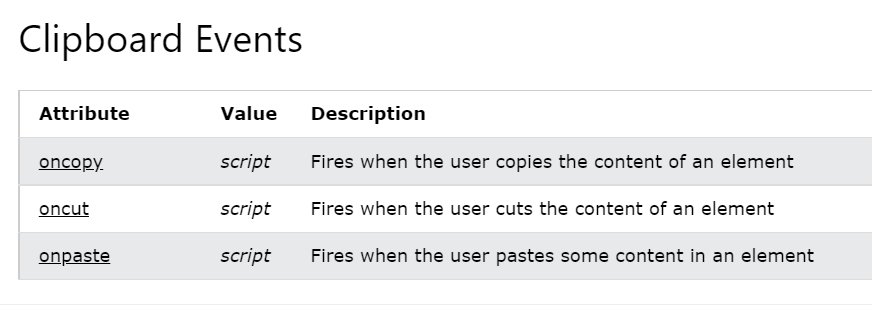 Clipboard Events
Attribute Value Description
oncopy script Fires when the user copies the content of an element
oncut script Fires when the user cuts the content of an element
onpaste script Fires when the user pastes some content in an element